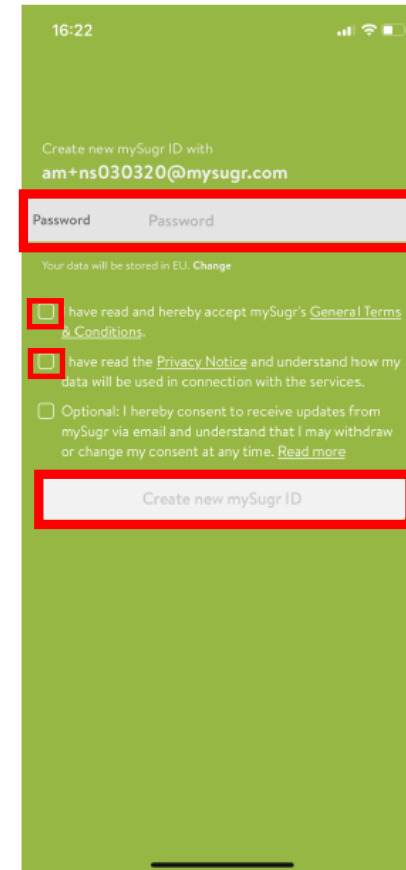 16:22
Create new mySugr ID with
am+ns030320@mysugr.com
Password Password
Your data will be stored in EU. Change
have read and hereby accept mySugr's General Terms
& Conditions.
have read the Privacy Notice and understand how my
data will be used in connection with the services.
Optional: I hereby consent to receive updates from
mySugr via email and understand that I may withdraw
or change my consent at any time. Read more
Create new mySugr ID